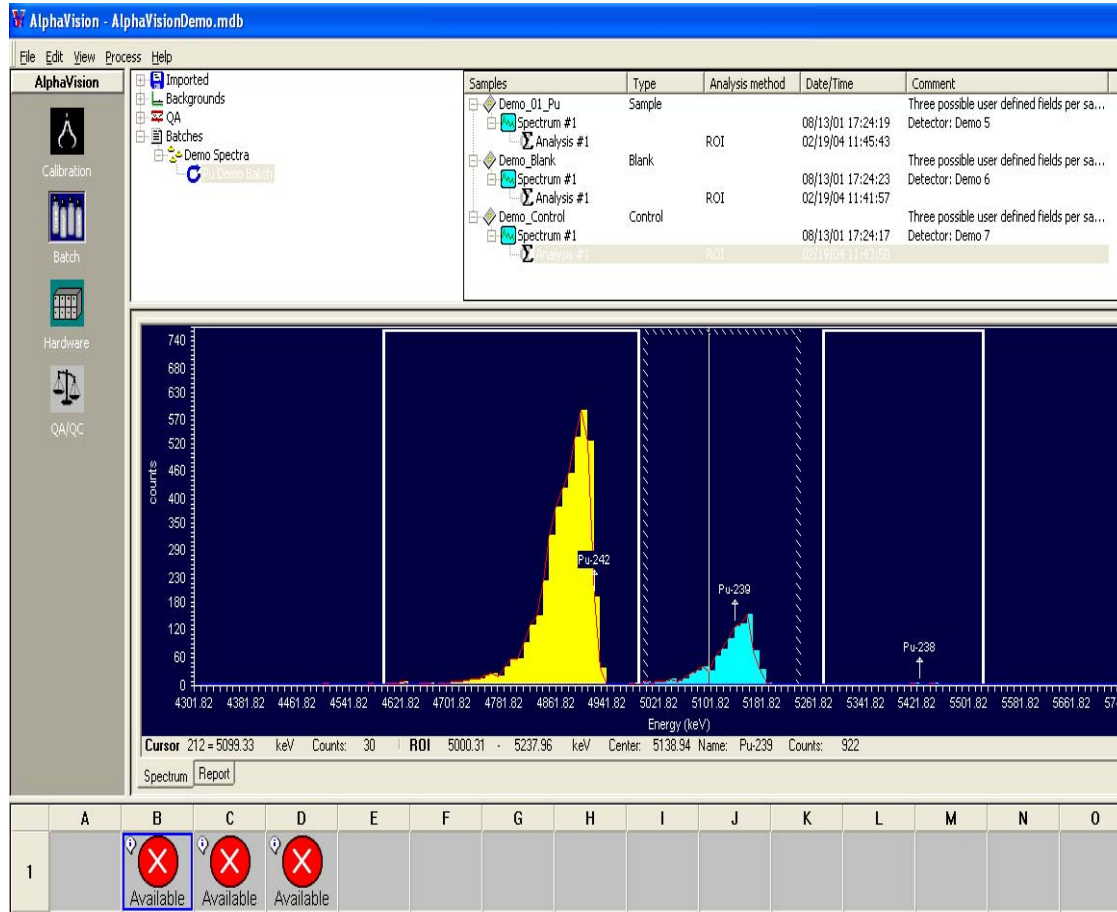 AlphaVision - AlphaVisionDemo.mdb
File Edit View Process Help
AlphaVision
Calibration
Batch
Hardware
QA/QC
Imported
Backgrounds
QA
Batches
Demo Spectra
Pu Demo Batch
Samples Type Analysis method Date/Time Comment
Demo_01_Pu Sample Three possible user defined fields per sa...
Spectrum #1 08/13/01 17:24:19 Detector: Demo 5
Analysis #1 ROI 02/19/04 11:45:43
Demo_Blank Blank Three possible user defined fields per sa...
Spectrum #1 08/13/01 17:24:23 Detector: Demo 6
Analysis #1 ROI 02/19/04 11:41:57
Demo_Control Control Three possible user defined fields per sa...
Spectrum #1 08/13/01 17:24:17 Detector: Demo 7
Analysis #1 ROI 02/19/04 11:43:50
740
680
630
570
520
460
400
350
290
230
180
120
60
0
counts
Pu-242
Pu-239
Pu-238
4301.82 4381.82 4461.82 4541.82 4621.82 4701.82 4781.82 4861.82 4941.82 5021.82 5101.82 5181.82 5261.82 5341.82 5421.82 5501.82 5581.82 5661.82 574
Energy (keV)
Cursor 212 = 5099.33 keV Counts: 30 ROI 5000.31 - 5237.96 keV Center: 5138.94 Name: Pu-239 Counts: 922
Spectrum Report
A B C D E F G H I J K L M N O
1
Available Available Available